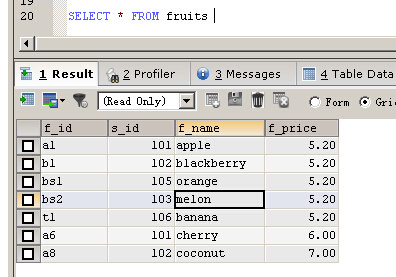 20 SELECT * FROM fruits
1 Result 2 Profiler 3 Messages 4 Table Data
(Read Only) Form Grid
f_id s_id f_name f_price
a1 101 apple 5.20
b1 102 blackberry 5.20
bs1 105 orange 5.20
bs2 103 melon 5.20
t1 106 banana 5.20
a6 101 cherry 6.00
a8 102 coconut 7.00